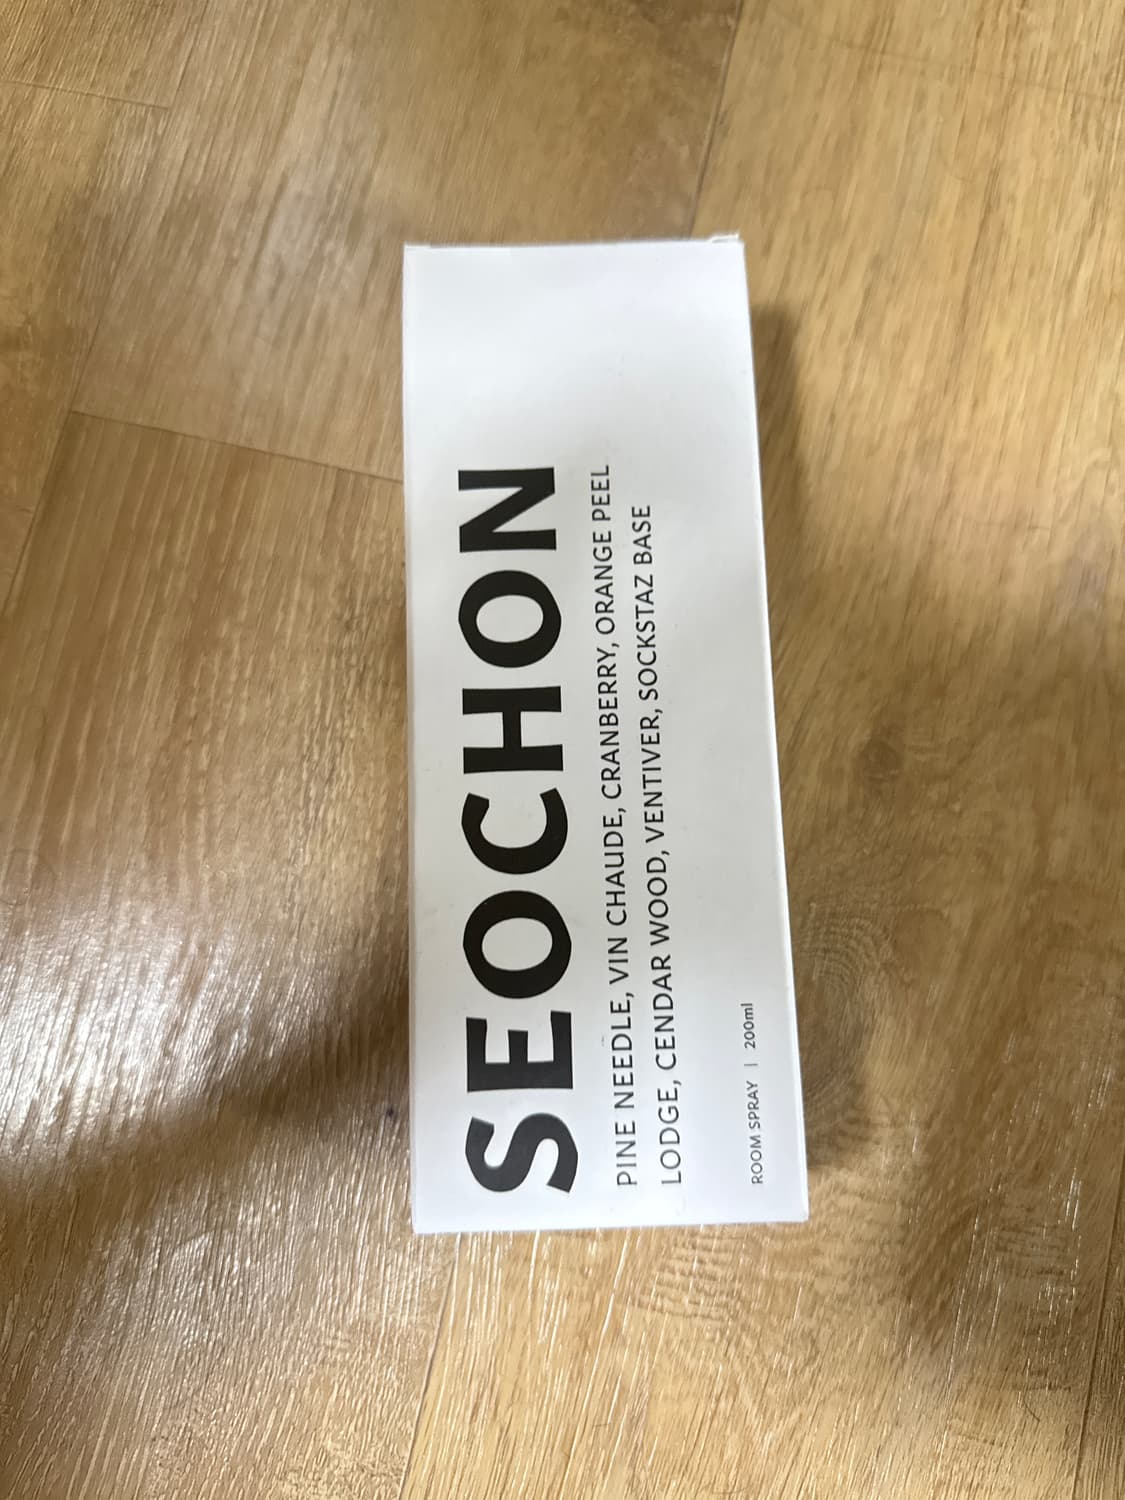 SEOCHON
PINE NEEDLE, VIN CHAUDE, CRANBERRY, ORANGE PEEL
LODGE, CENDAR WOOD, VENTIVER, SOCKSTAZ BASE
ROOM SPRAY | 200ml